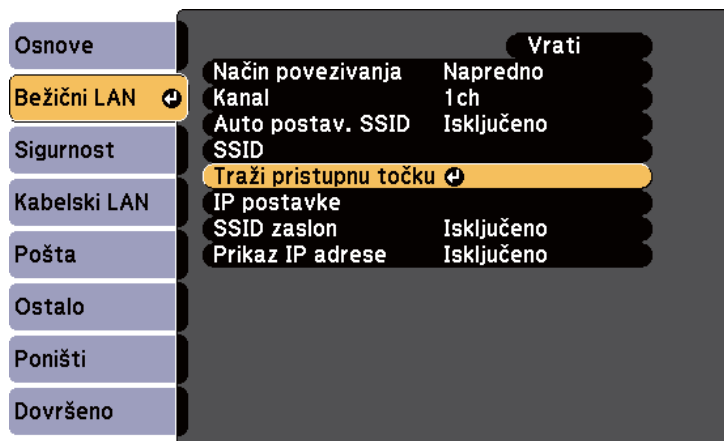 Osnove
Bežični LAN
Sigurnost
Kabelski LAN
Pošta
Ostalo
Poništi
Dovršeno
Vrati
Način povezivanja Napredno
Kanal 1ch
Auto postav. SSID Isključeno
SSID
Traži pristupnu točku
IP postavke
SSID zaslon Isključeno
Prikaz IP adrese Isključeno